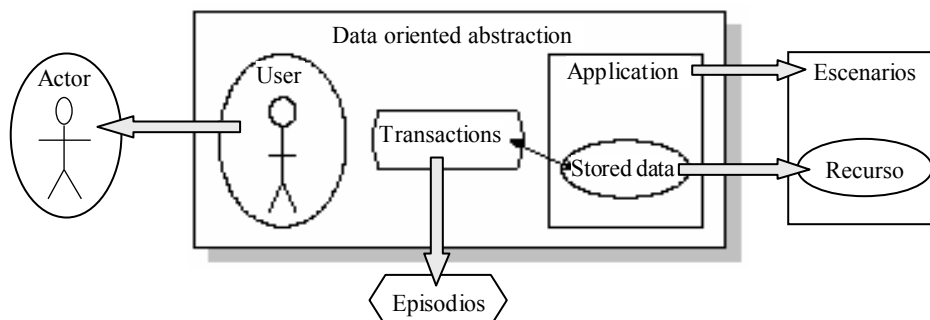 Data oriented abstraction
Actor
User
Transactions
Application
Stored data
Escenarios
Recurso
Episodios